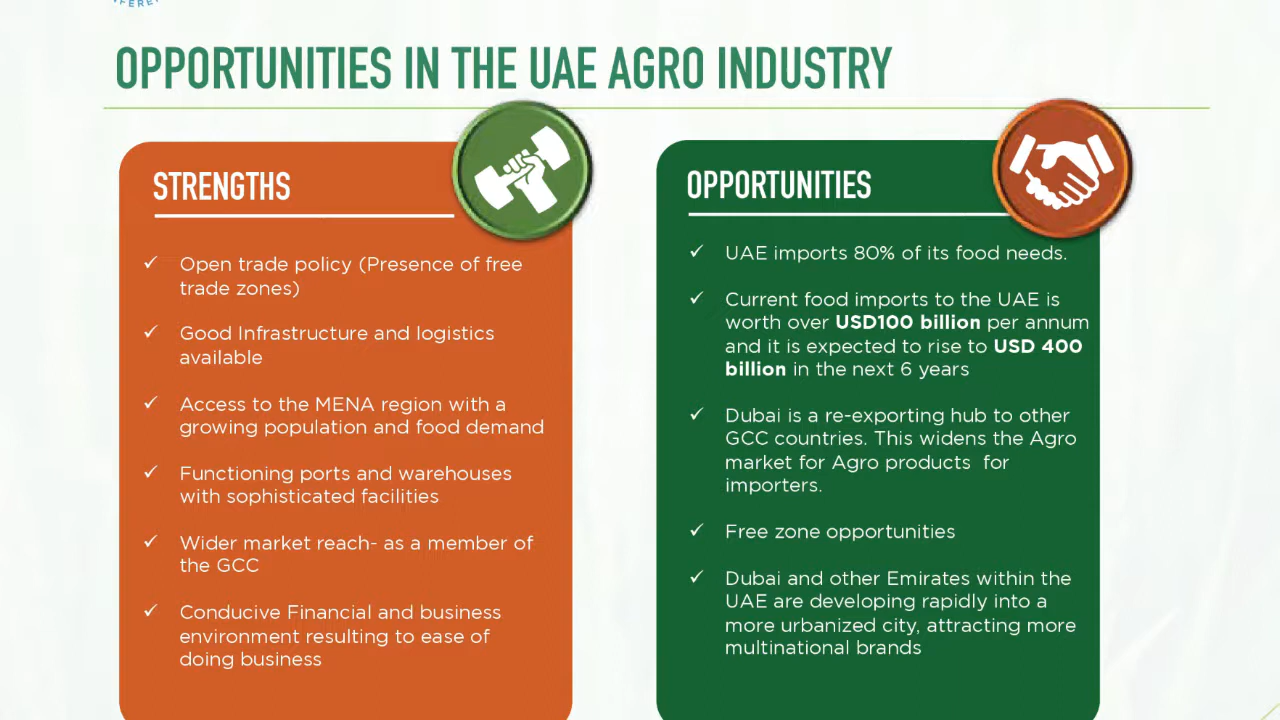 OPPORTUNITIES IN THE UAE AGRO INDUSTRY
STRENGTHS
Open trade policy (Presence of free
trade zones)
Good Infrastructure and logistics
available
Access to the MENA region with a
growing population and food demand
Functioning ports and warehouses
with sophisticated facilities
Wider market reach- as a member of
the GCC
Conducive Financial and business
environment resulting to ease of
doing business
OPPORTUNITIES
UAE imports 80% of its food needs.
Current food imports to the UAE is
worth over USD100 billion per annum
and it is expected to rise to USD 400
billion in the next 6 years
Dubai is a re-exporting hub to other
GCC countries. This widens the Agro
market for Agro products for
importers.
Free zone opportunities
Dubai and other Emirates within the
UAE are developing rapidly into a
more urbanized city, attracting more
multinational brands